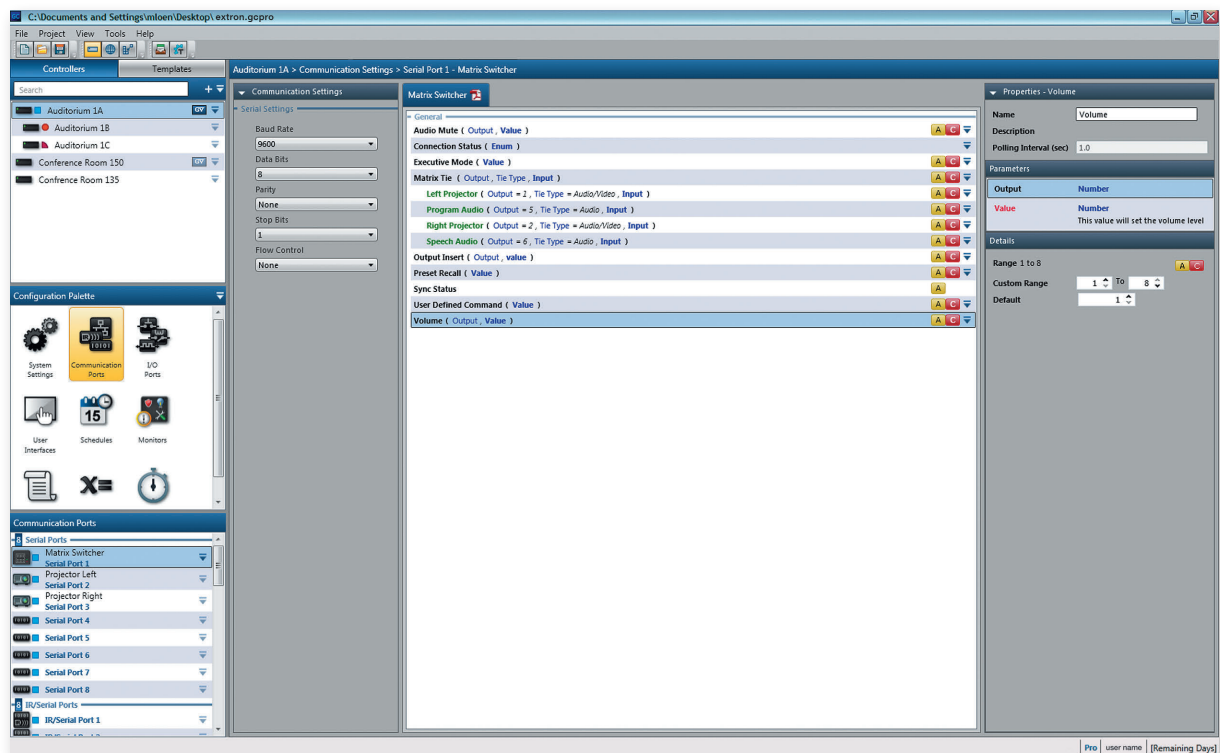 C:\Documents and Settings\mloen\Desktop\ extron.gcpro
File Project View Tools Help
Controllers Templates
Auditorium 1A > Communication Settings > Serial Port 1 - Matrix Switcher
Search
Auditorium 1A GV
Auditorium 1B
Auditorium 1C
Conference Room 150 GV
Confrence Room 135
Configuration Palette
System Settings
Communication Ports
I/O Ports
15
User Interfaces
Schedules
Monitors
X=
Communication Ports
8 Serial Ports
Matrix Switcher
Serial Port 1
Projector Left
Serial Port 2
Projector Right
Serial Port 3
Serial Port 4
Serial Port 5
Serial Port 6
Serial Port 7
Serial Port 8
8 IR/Serial Ports
IR/Serial Port 1
Communication Settings
Serial Settings
Baud Rate
9600
Data Bits
8
Parity
None
Stop Bits
1
Flow Control
None
Matrix Switcher
General
Audio Mute ( Output , Value ) A C
Connection Status ( Enum )
Executive Mode ( Value ) A C
Matrix Tie ( Output , Tie Type , Input ) A C
Left Projector ( Output = 1 , Tie Type = Audio/Video , Input ) A C
Program Audio ( Output = 5 , Tie Type = Audio , Input ) A C
Right Projector ( Output = 2 , Tie Type = Audio/Video , Input ) A C
Speech Audio ( Output = 6 , Tie Type = Audio , Input ) A C
Output Insert ( Output , value ) A C
Preset Recall ( Value ) A C
Sync Status A
User Defined Command ( Value ) A C
Volume ( Output , Value ) A C
Properties - Volume
Name Volume
Description
Polling Interval (sec) 1.0
Parameters
Output Number
Value Number
This value will set the volume level
Details
Range 1 to 8 A C
Custom Range 1 To 8
Default 1
Pro user name [Remaining Days]